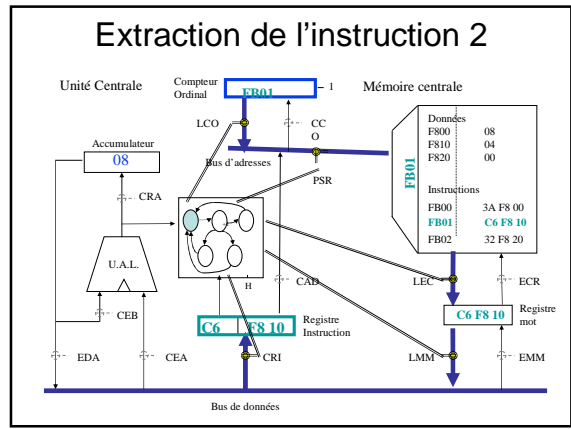 Extraction de l'instruction 2
Unité Centrale
Compteur
Ordinal
FB01
1
Mémoire centrale
LCO
CC
O
Bus d'adresses
PSR
Accumulateur
08
CRA
FB01
Données
F800 08
F810 04
F820 00
Instructions
FB00 3A F8 00
FB01 C6 F8 10
FB02 32 F8 20
U.A.L.
H
CAD
LEC
ECR
CEB
C6 F8 10
Registre
Instruction
C6 F8 10
Registre
mot
EDA
CEA
CRI
LMM
EMM
Bus de données